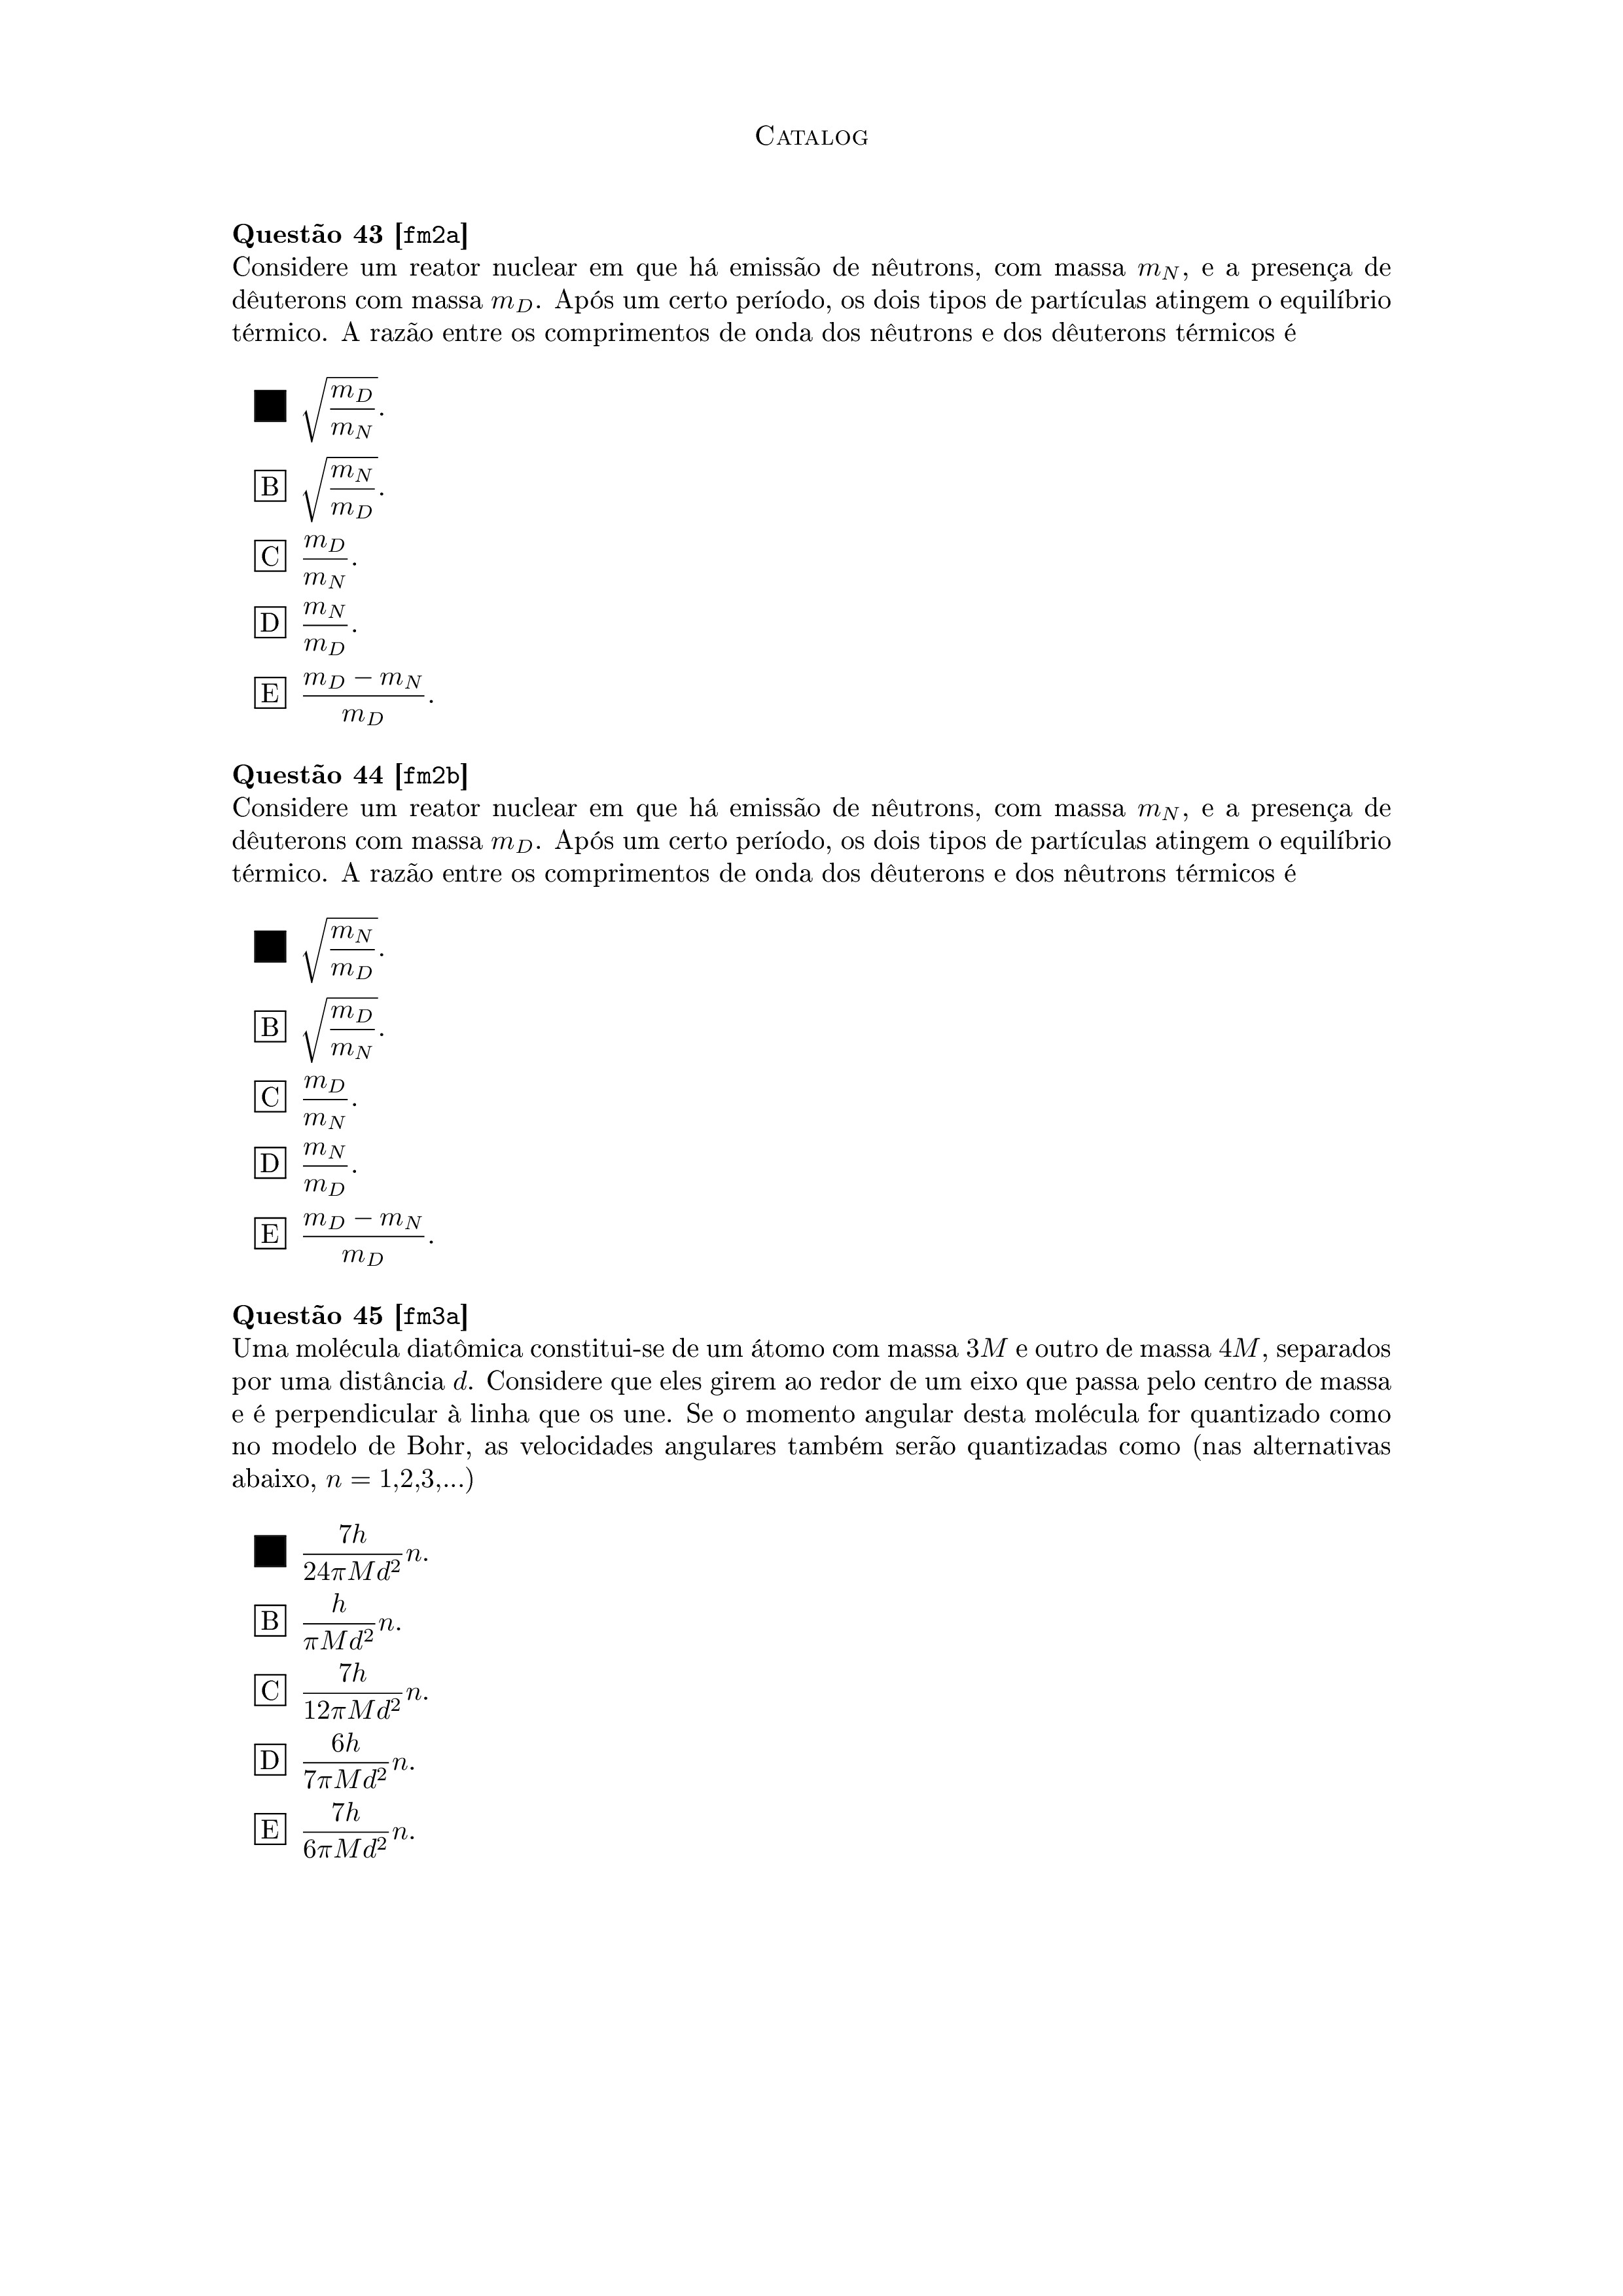 CATALOG
Questão 43 [fm2a]
Considere um reator nuclear em que há emissão de nêutrons, com massa $m_N$, e a presença de
dêuterons com massa $m_D$. Após um certo período, os dois tipos de partículas atingem o equilíbrio
térmico. A razão entre os comprimentos de onda dos nêutrons e dos dêuterons térmicos é
■ $\sqrt{\frac{m_D}{m_N}}$.
B $\sqrt{\frac{m_N}{m_D}}$.
C $\frac{m_D}{m_N}$.
D $\frac{m_N}{m_D}$.
E $\frac{m_D - m_N}{m_D}$.
Questão 44 [fm2b]
Considere um reator nuclear em que há emissão de nêutrons, com massa $m_N$, e a presença de
dêuterons com massa $m_D$. Após um certo período, os dois tipos de partículas atingem o equilíbrio
térmico. A razão entre os comprimentos de onda dos dêuterons e dos nêutrons térmicos é
■ $\sqrt{\frac{m_N}{m_D}}$.
B $\sqrt{\frac{m_D}{m_N}}$.
C $\frac{m_D}{m_N}$.
D $\frac{m_N}{m_D}$.
E $\frac{m_D - m_N}{m_D}$.
Questão 45 [fm3a]
Uma molécula diatômica constitui-se de um átomo com massa $3M$ e outro de massa $4M$, separados
por uma distância $d$. Considere que eles girem ao redor de um eixo que passa pelo centro de massa
e é perpendicular à linha que os une. Se o momento angular desta molécula for quantizado como
no modelo de Bohr, as velocidades angulares também serão quantizadas como (nas alternativas
abaixo, $n$ = 1,2,3,...)
■ $\frac{7h}{24\pi Md^2}n$.
B $\frac{h}{\pi Md^2}n$.
C $\frac{7h}{12\pi Md^2}n$.
D $\frac{6h}{7\pi Md^2}n$.
E $\frac{7h}{6\pi Md^2}n$.